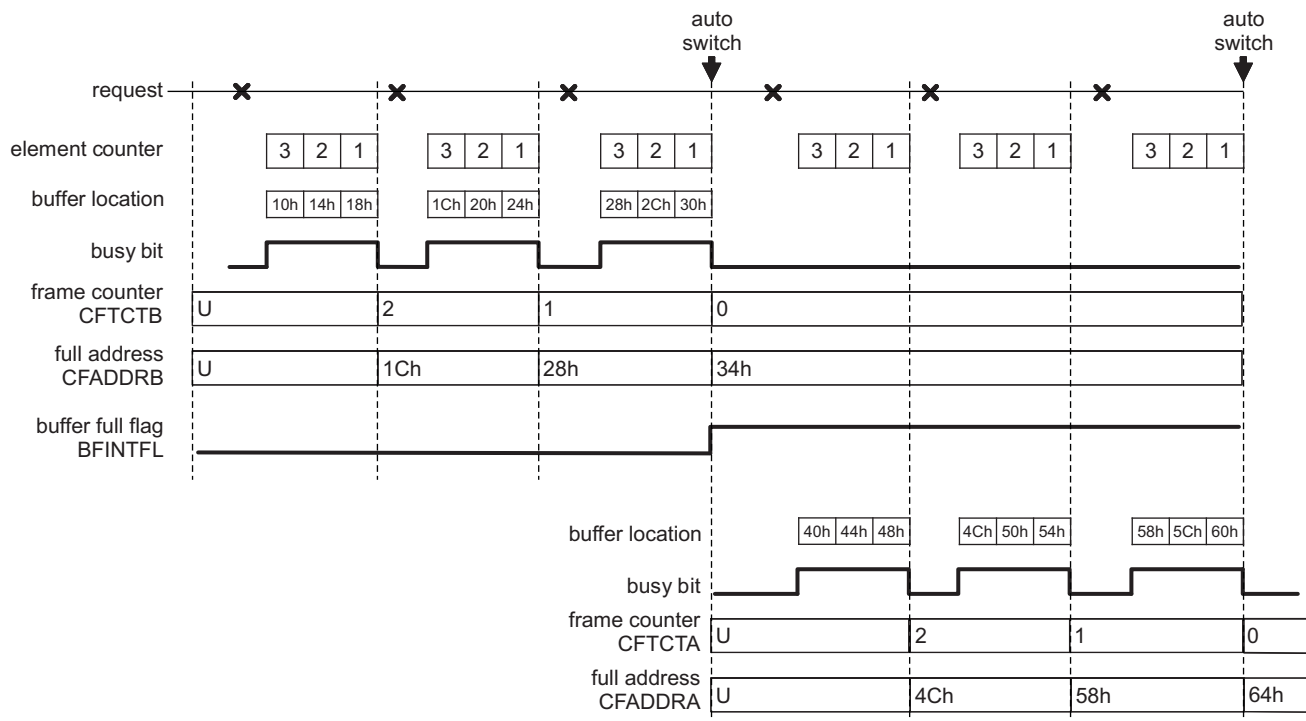 auto auto
switch switch
request
element counter 3 2 1 3 2 1 3 2 1 3 2 1 3 2 1 3 2 1
buffer location 10h 14h 18h 1Ch 20h 24h 28h 2Ch 30h
busy bit
frame counter
CFTCTB U 2 1 0
full address
CFADDRB U 1Ch 28h 34h
buffer full flag
BFINTFL
buffer location 40h 44h 48h 4Ch 50h 54h 58h 5Ch 60h
busy bit
frame counter
CFTCTA U 2 1 0
full address
CFADDRA U 4Ch 58h 64h